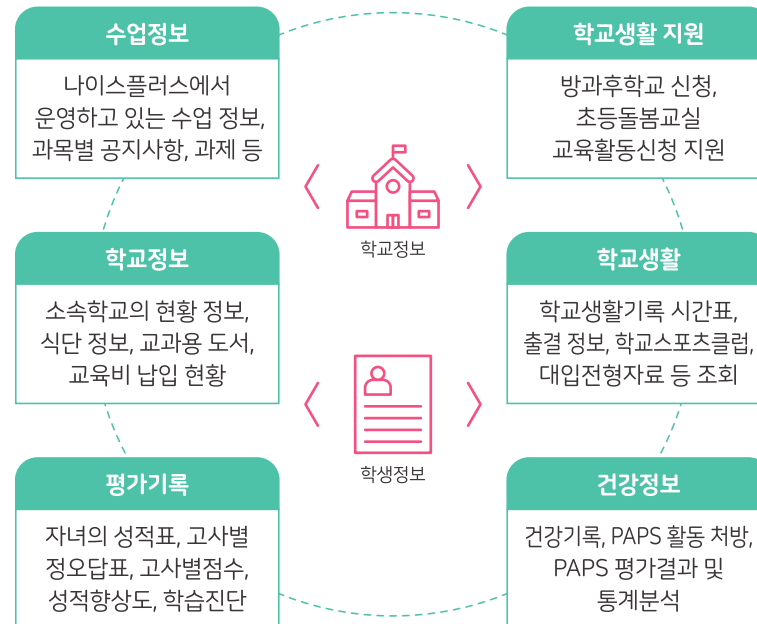 수업정보
나이스플러스에서
운영하고 있는 수업 정보,
과목별 공지사항, 과제 등
학교생활 지원
방과후학교 신청,
초등돌봄교실
교육활동신청 지원
학교정보
학교정보
소속학교의 현황 정보,
식단 정보, 교과용 도서,
교육비 납입 현황
학교생활
학교생활기록 시간표,
출결 정보, 학교스포츠클럽,
대입전형자료 등 조회
학생정보
평가기록
자녀의 성적표, 고사별
정오답표, 고사별점수,
성적향상도, 학습진단
건강정보
건강기록, PAPS 활동 처방,
PAPS 평가결과 및
통계분석